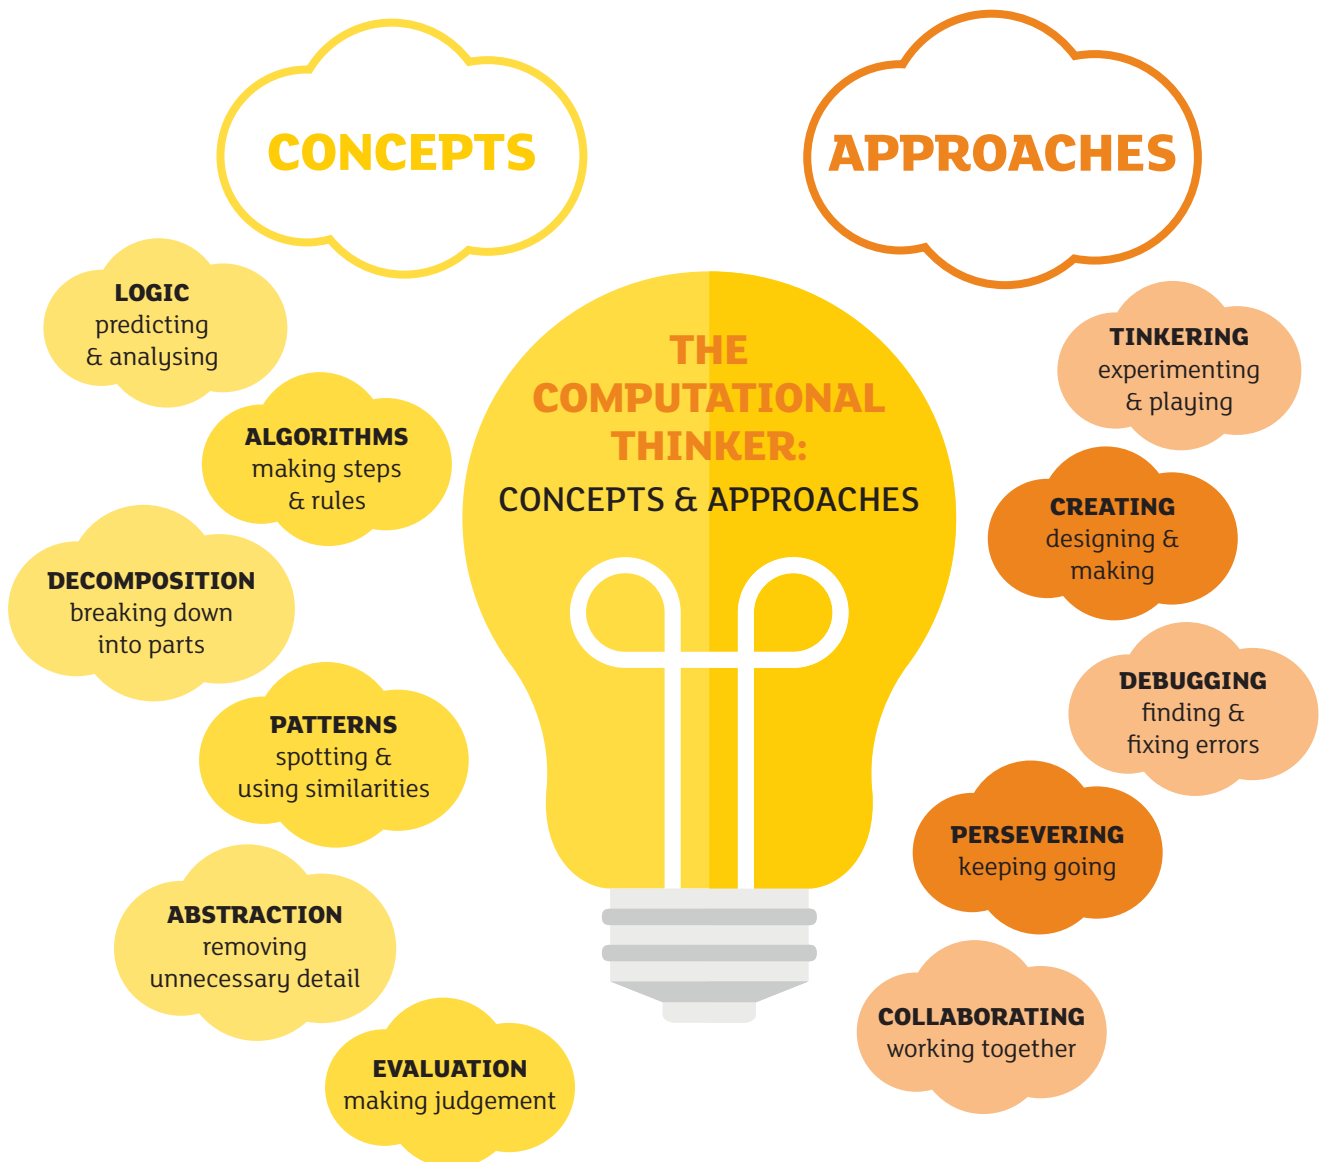 CONCEPTS
APPROACHES
THE
COMPUTATIONAL
THINKER:
CONCEPTS & APPROACHES
LOGIC
predicting
& analysing
ALGORITHMS
making steps
& rules
DECOMPOSITION
breaking down
into parts
PATTERNS
spotting &
using similarities
ABSTRACTION
removing
unnecessary detail
EVALUATION
making judgement
TINKERING
experimenting
& playing
CREATING
designing &
making
DEBUGGING
finding &
fixing errors
PERSEVERING
keeping going
COLLABORATING
working together